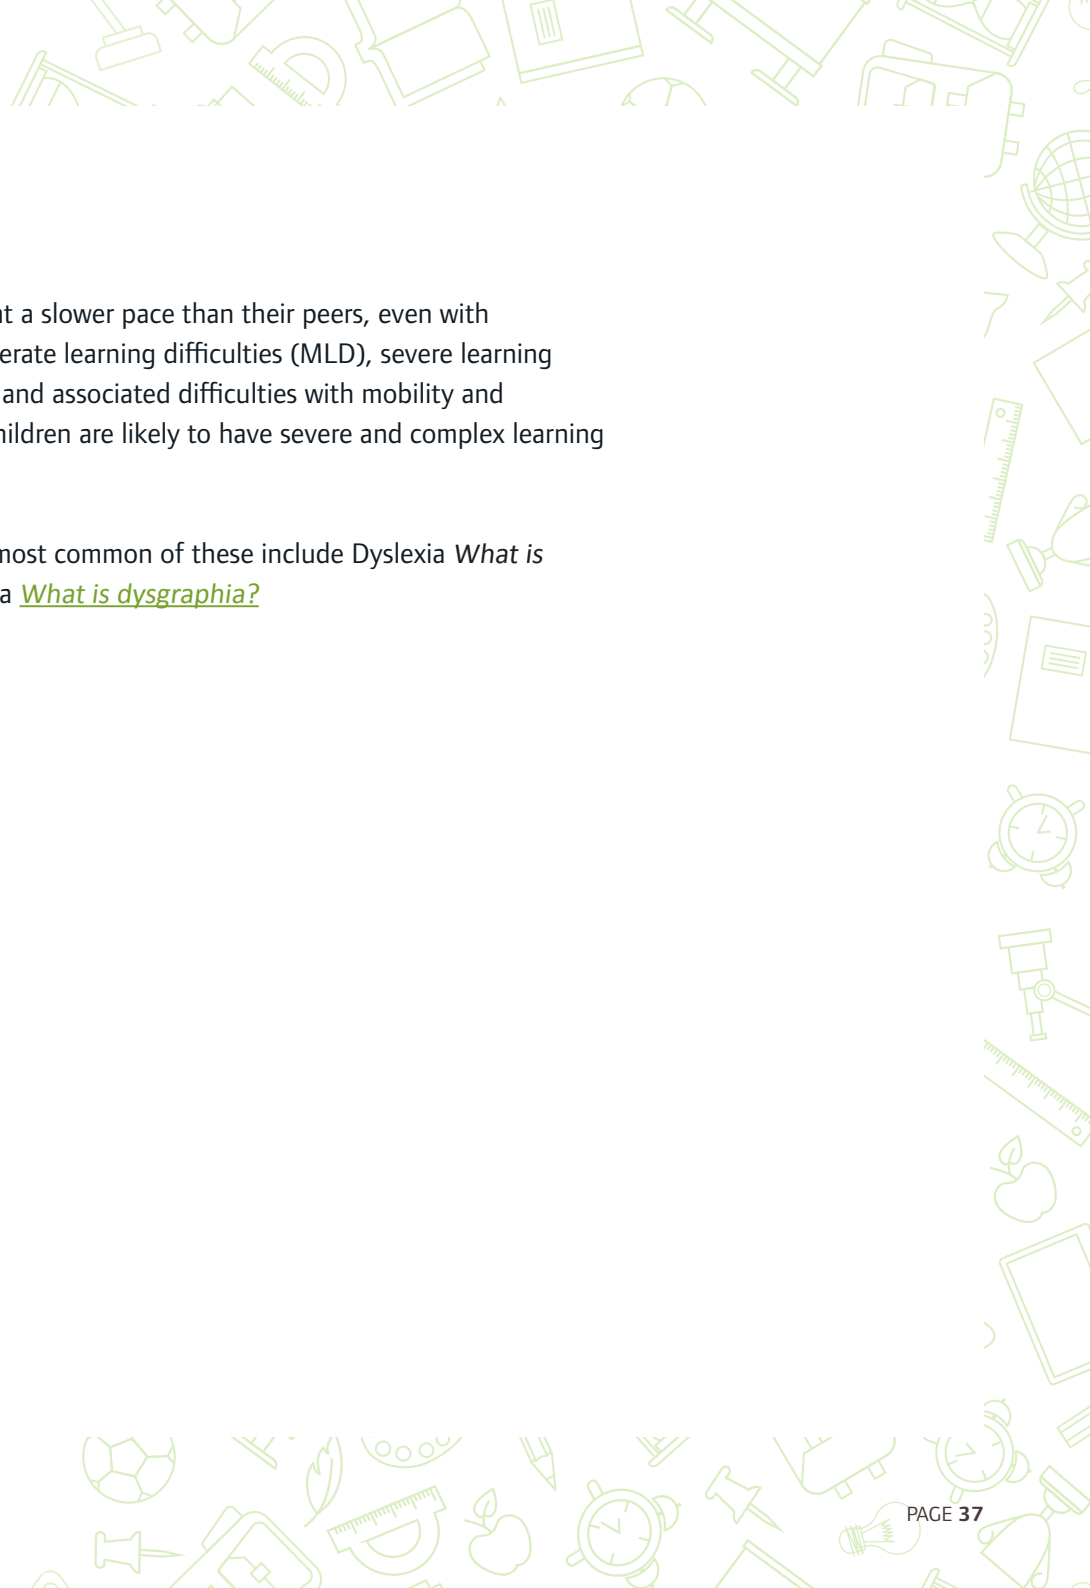 at a slower pace than their peers, even with
erate learning difficulties (MLD), severe learning
and associated difficulties with mobility and
hildren are likely to have severe and complex learning
most common of these include Dyslexia What is
a What is dysgraphia?
PAGE 37